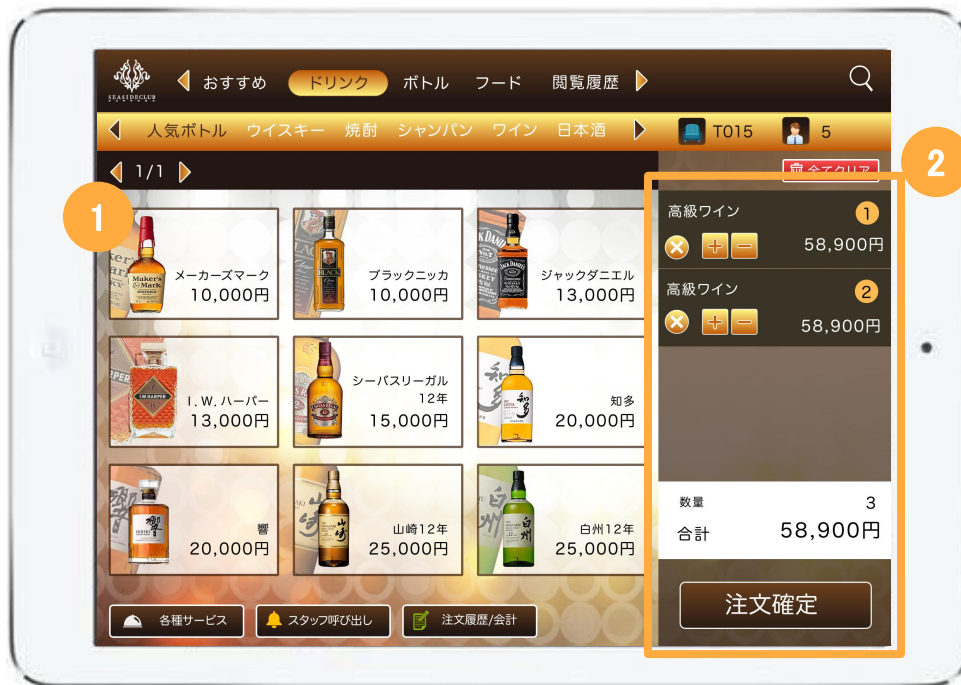 SEASIDECLUB
おすすめ
ドリンク
ボトル
フード
閲覧履歴
人気ボトル
ウイスキー
焼酎
シャンパン
ワイン
日本酒
T015
5
1/1
全てクリア
1
2
メーカーズマーク
10,000円
ブラックニッカ
10,000円
ジャックダニエル
13,000円
I.W.ハーパー
13,000円
シーバスリーガル
12年
15,000円
知多
20,000円
響
20,000円
山崎12年
25,000円
白州12年
25,000円
高級ワイン
1
58,900円
高級ワイン
2
58,900円
数量
3
合計
58,900円
注文確定
各種サービス
スタッフ呼び出し
注文履歴/会計